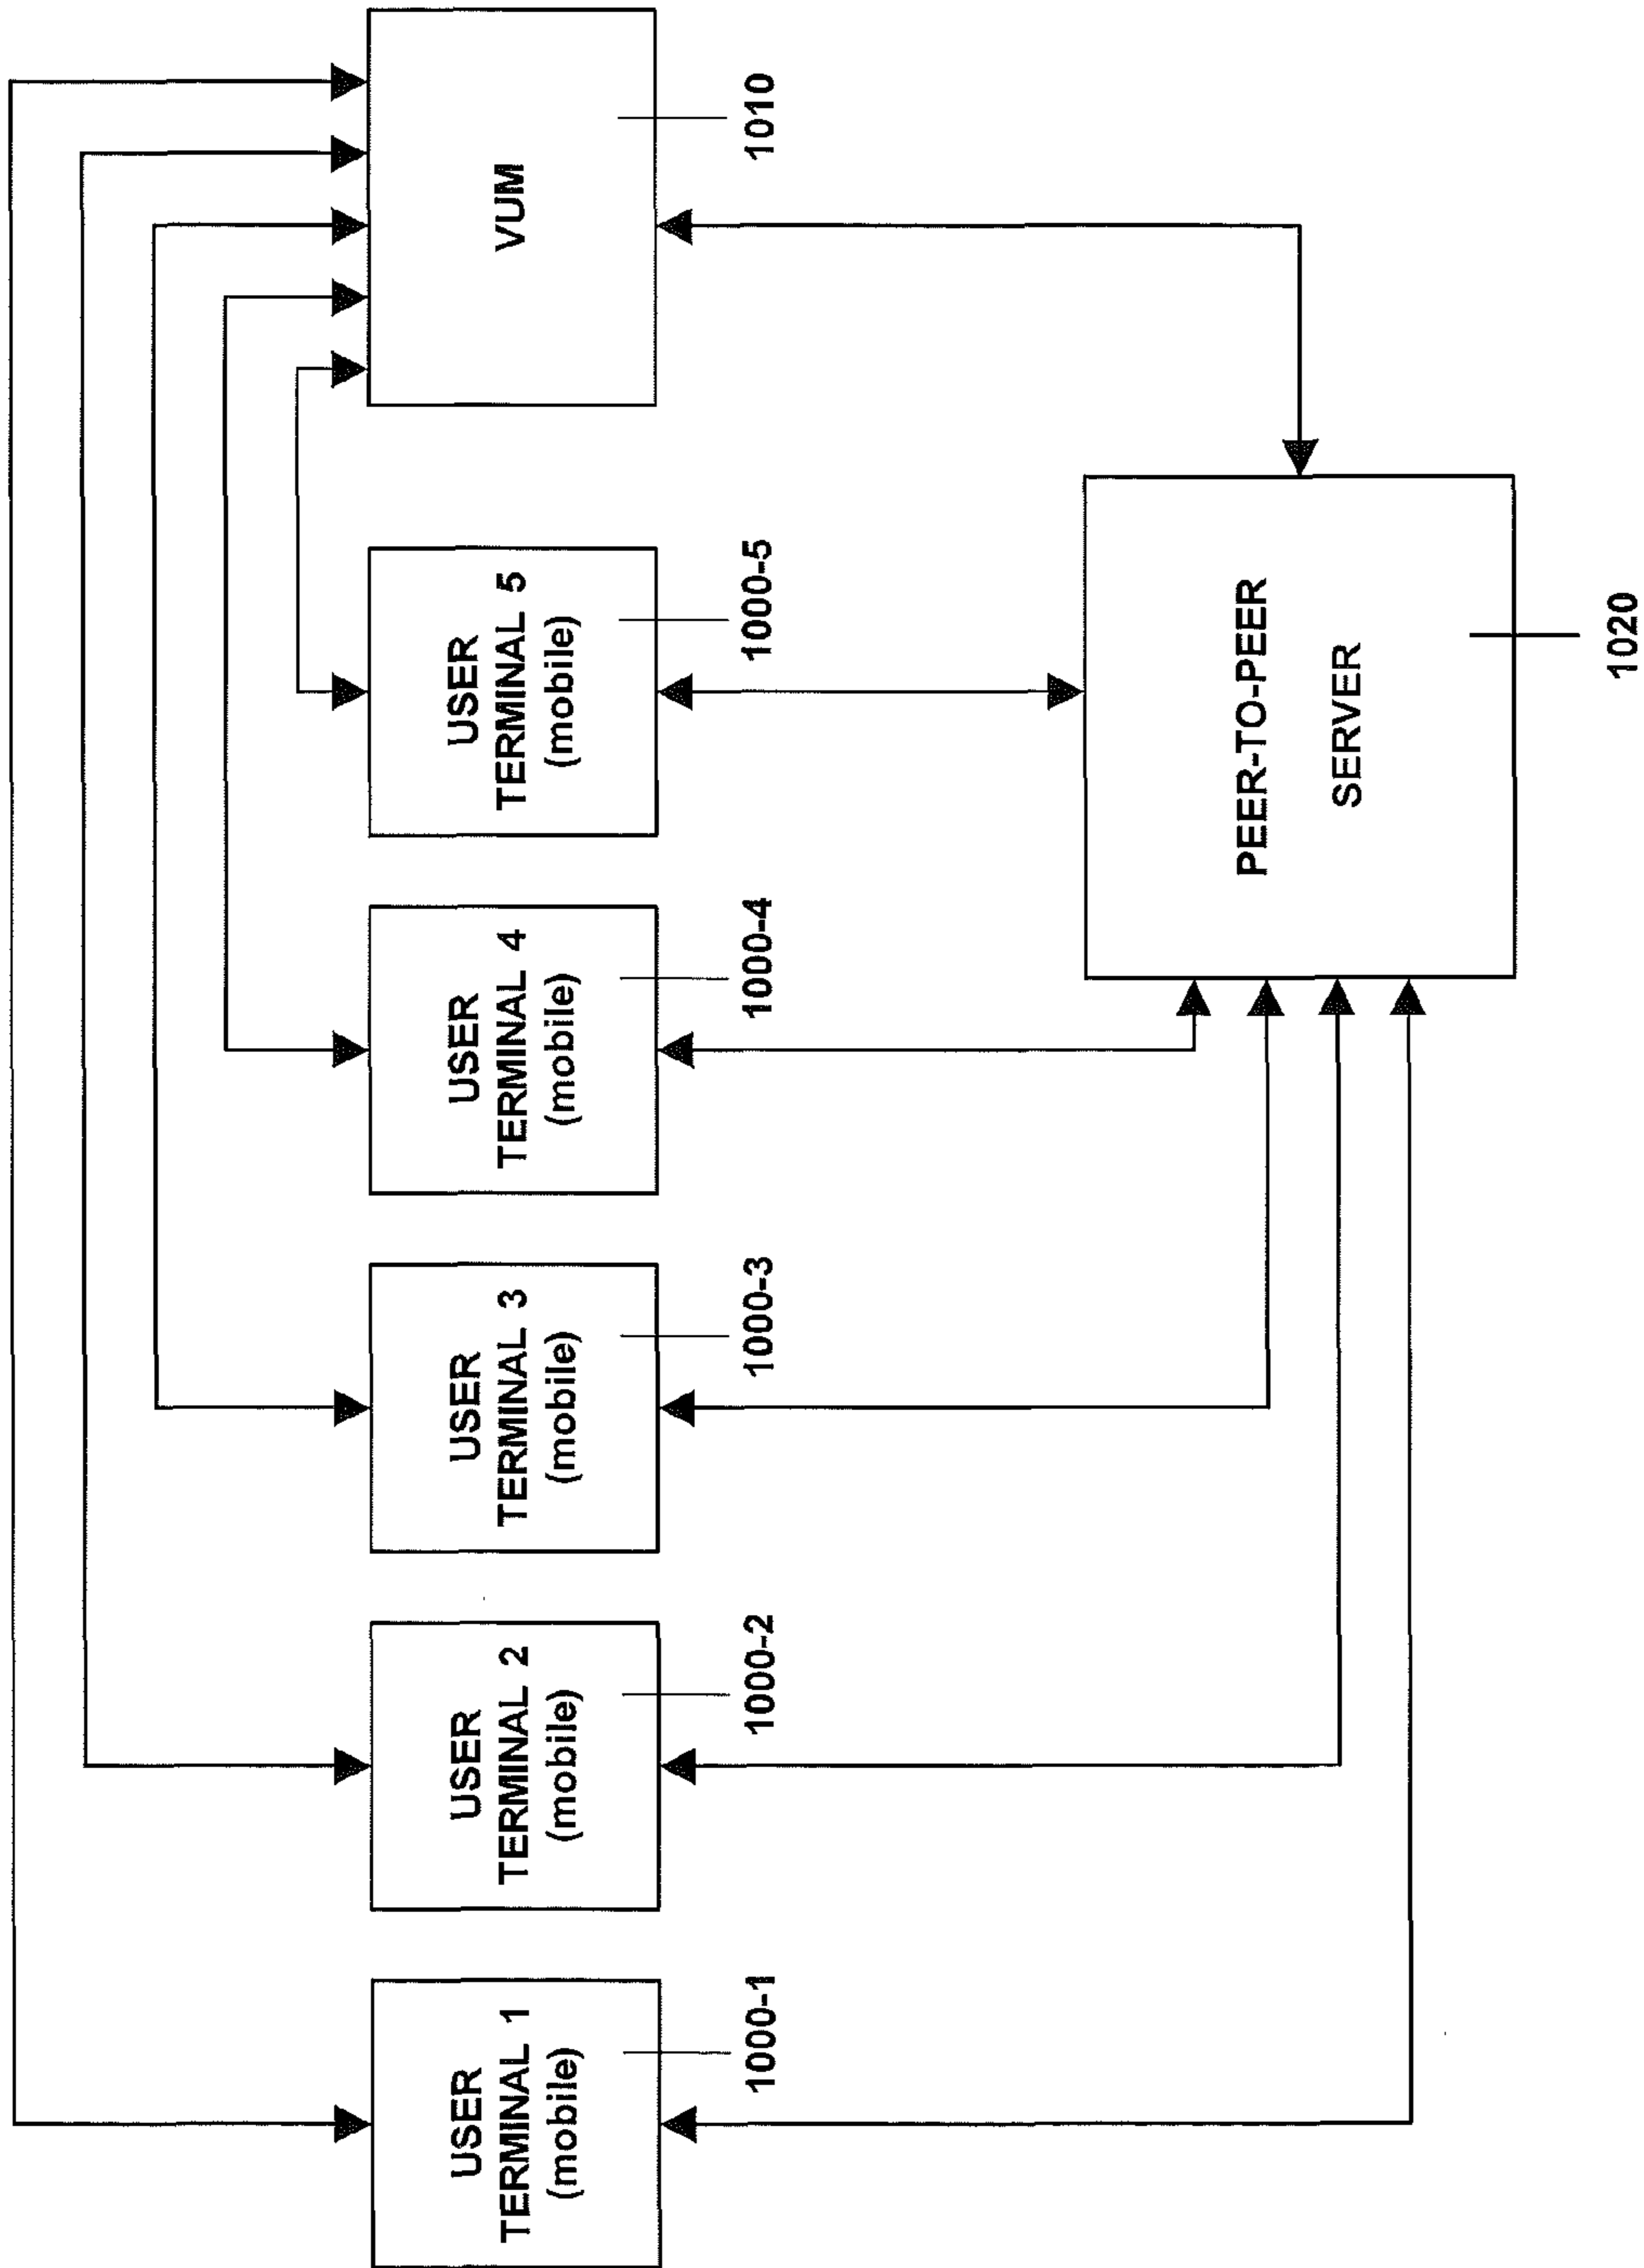 USER
TERMINAL 1
(mobile)
1000-1
USER
TERMINAL 2
(mobile)
1000-2
USER
TERMINAL 3
(mobile)
1000-3
USER
TERMINAL 4
(mobile)
1000-4
USER
TERMINAL 5
(mobile)
1000-5
VUM
1010
PEER-TO-PEER
SERVER
1020